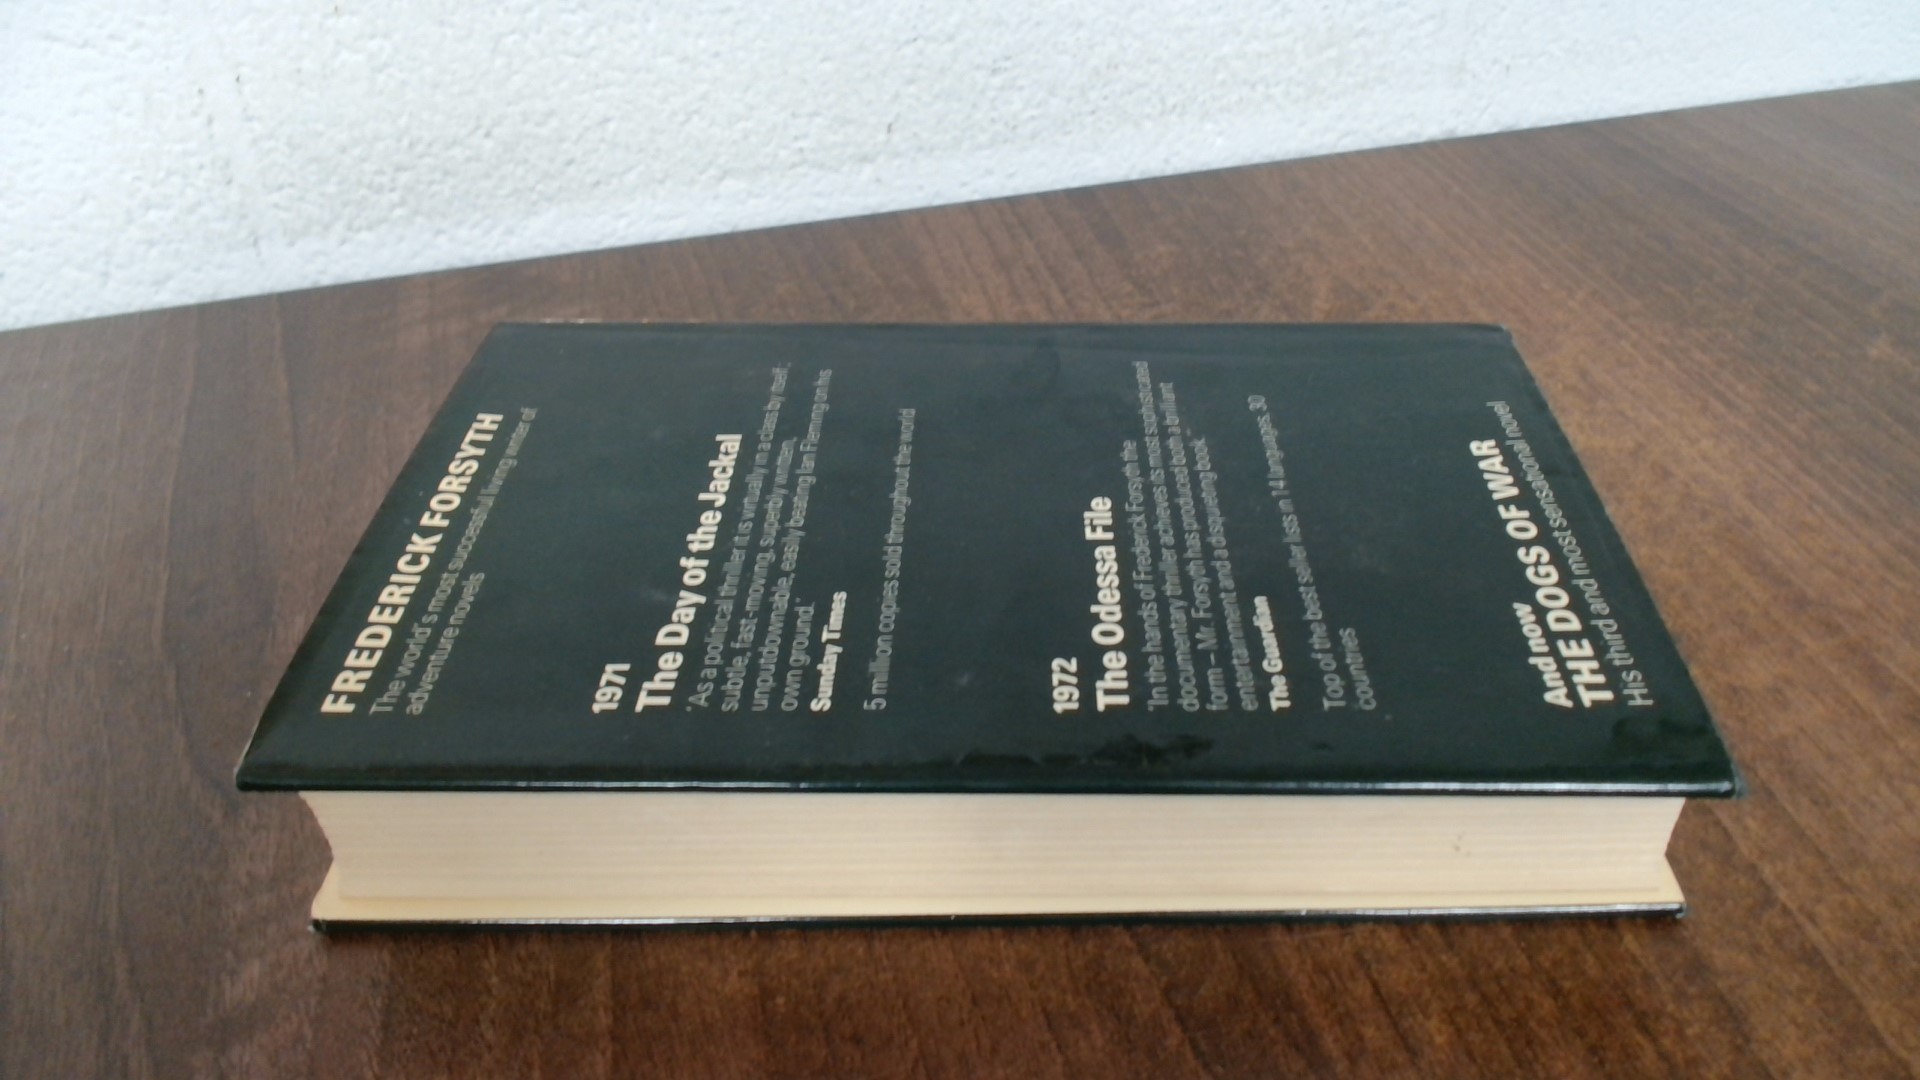 FREDERICK FORSYTH
The world's most successful living writer of
adventure novels
1971
The Day of the Jackal
'As a political thriller it is virtually in a class by itself;
subtle, fast-moving, superbly written,
unputdownable, easily bearing Ian Fleming on his
own ground.'
Sunday Times
5 million copies sold throughout the world
1972
The Odessa File
'In the hands of Frederick Forsyth the
documentary thriller achieves its most sophisticated
form – Mr. Forsyth has produced both a brilliant
entertainment and a disquieting book'
The Guardian
Top of the best seller lists in 14 languages. 30
countries
And now
THE DOGS OF WAR
His third and most sensational novel